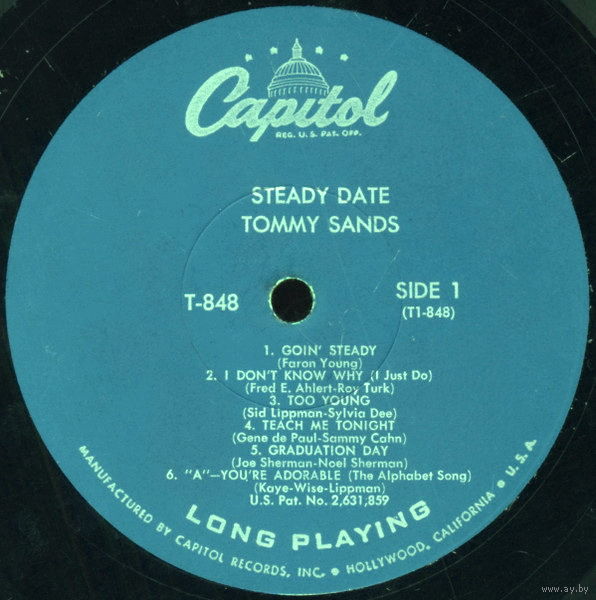 Capitol
REG. U.S. PAT. OFF.
STEADY DATE
TOMMY SANDS
T-848
SIDE 1
(T1-848)
1. GOIN' STEADY
(Faron Young)
2. I DON'T KNOW WHY (I Just Do)
(Fred E. Ahlert-Roy Turk)
3. TOO YOUNG
(Sid Lippman-Sylvia Dee)
4. TEACH ME TONIGHT
(Gene de Paul-Sammy Cahn)
5. GRADUATION DAY
(Joe Sherman-Noel Sherman)
6. "A"—YOU'RE ADORABLE (The Alphabet Song)
(Kaye-Wise-Lippman)
U.S. Pat. No. 2,631,859
LONG PLAYING
MANUFACTURED BY CAPITOL RECORDS, INC. • HOLLYWOOD, CALIFORNIA • U.S.A.
www.ay.by